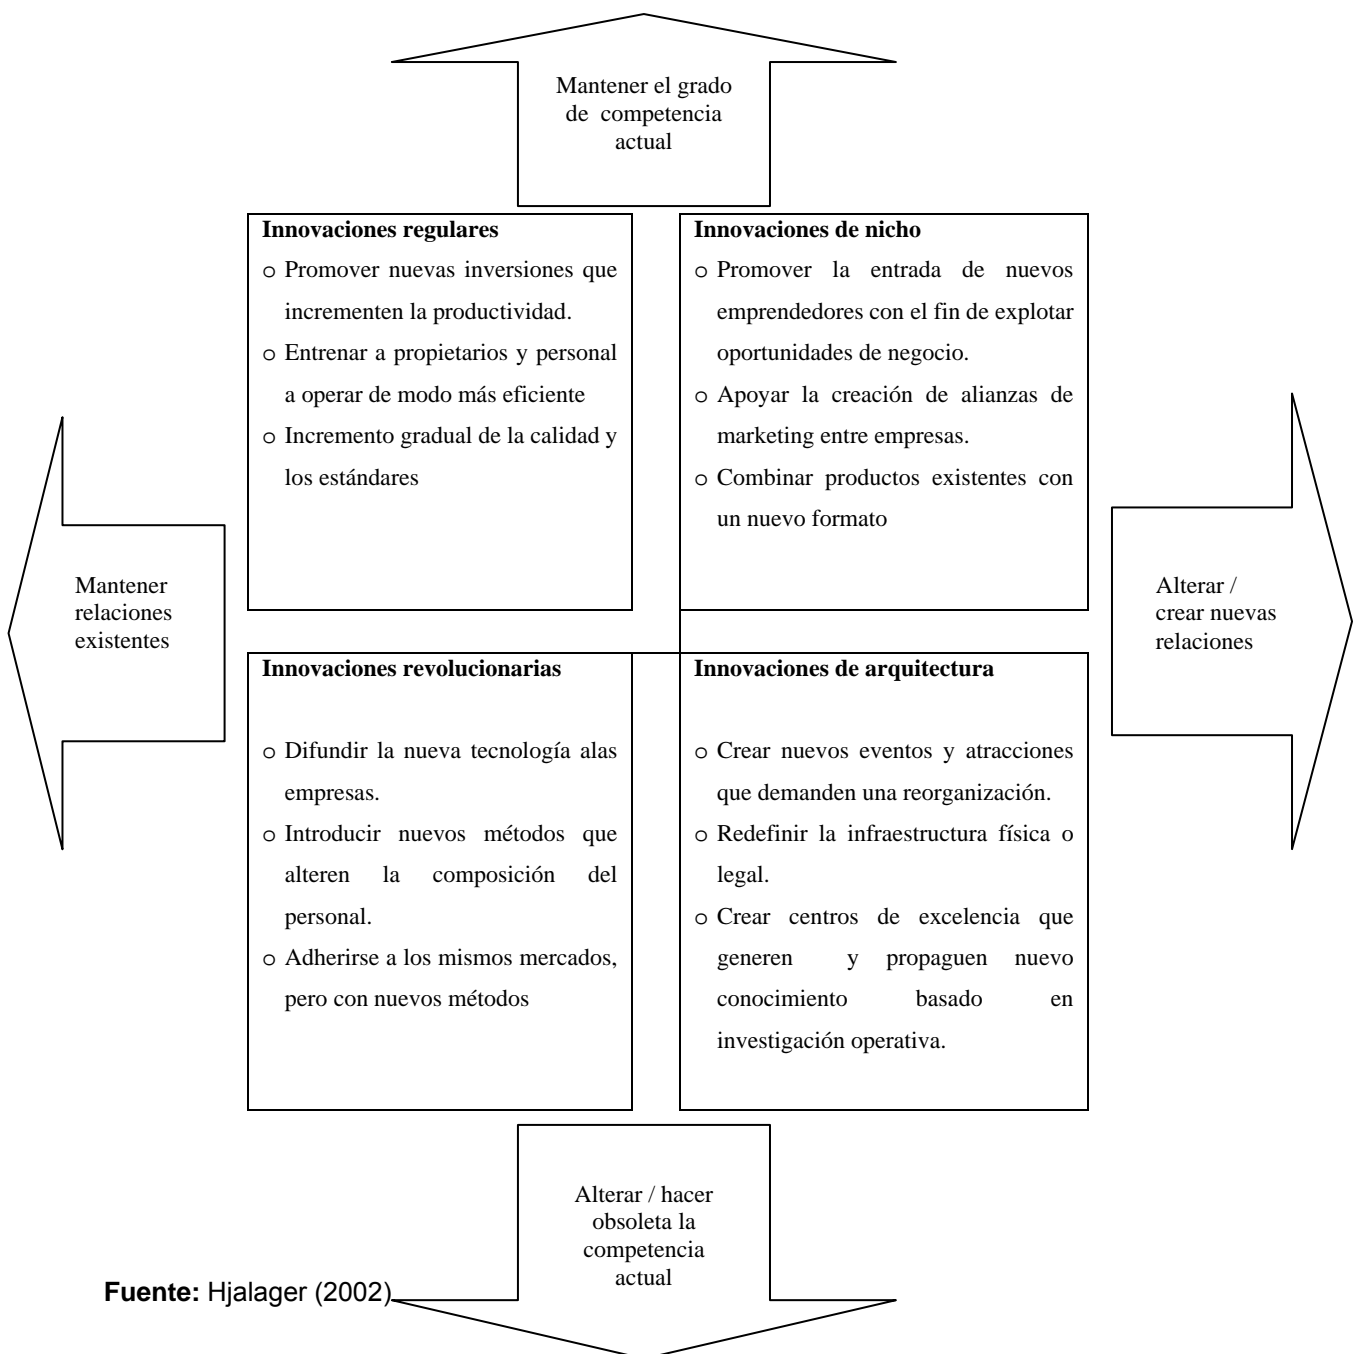 Mantener el grado
de competencia
actual
Innovaciones regulares
o Promover nuevas inversiones que
incrementen la productividad.
o Entrenar a propietarios y personal
a operar de modo más eficiente
o Incremento gradual de la calidad y
los estándares
Innovaciones de nicho
o Promover la entrada de nuevos
emprendedores con el fin de explotar
oportunidades de negocio.
o Apoyar la creación de alianzas de
marketing entre empresas.
o Combinar productos existentes con
un nuevo formato
Mantener
relaciones
existentes
Alterar /
crear nuevas
relaciones
Innovaciones revolucionarias
o Difundir la nueva tecnología alas
empresas.
o Introducir nuevos métodos que
alteren la composición del
personal.
o Adherirse a los mismos mercados,
pero con nuevos métodos
Innovaciones de arquitectura
o Crear nuevos eventos y atracciones
que demanden una reorganización.
o Redefinir la infraestructura física o
legal.
o Crear centros de excelencia que
generen y propaguen nuevo
conocimiento basado en
investigación operativa.
Alterar / hacer
obsoleta la
competencia
actual
Fuente: Hjalager (2002)